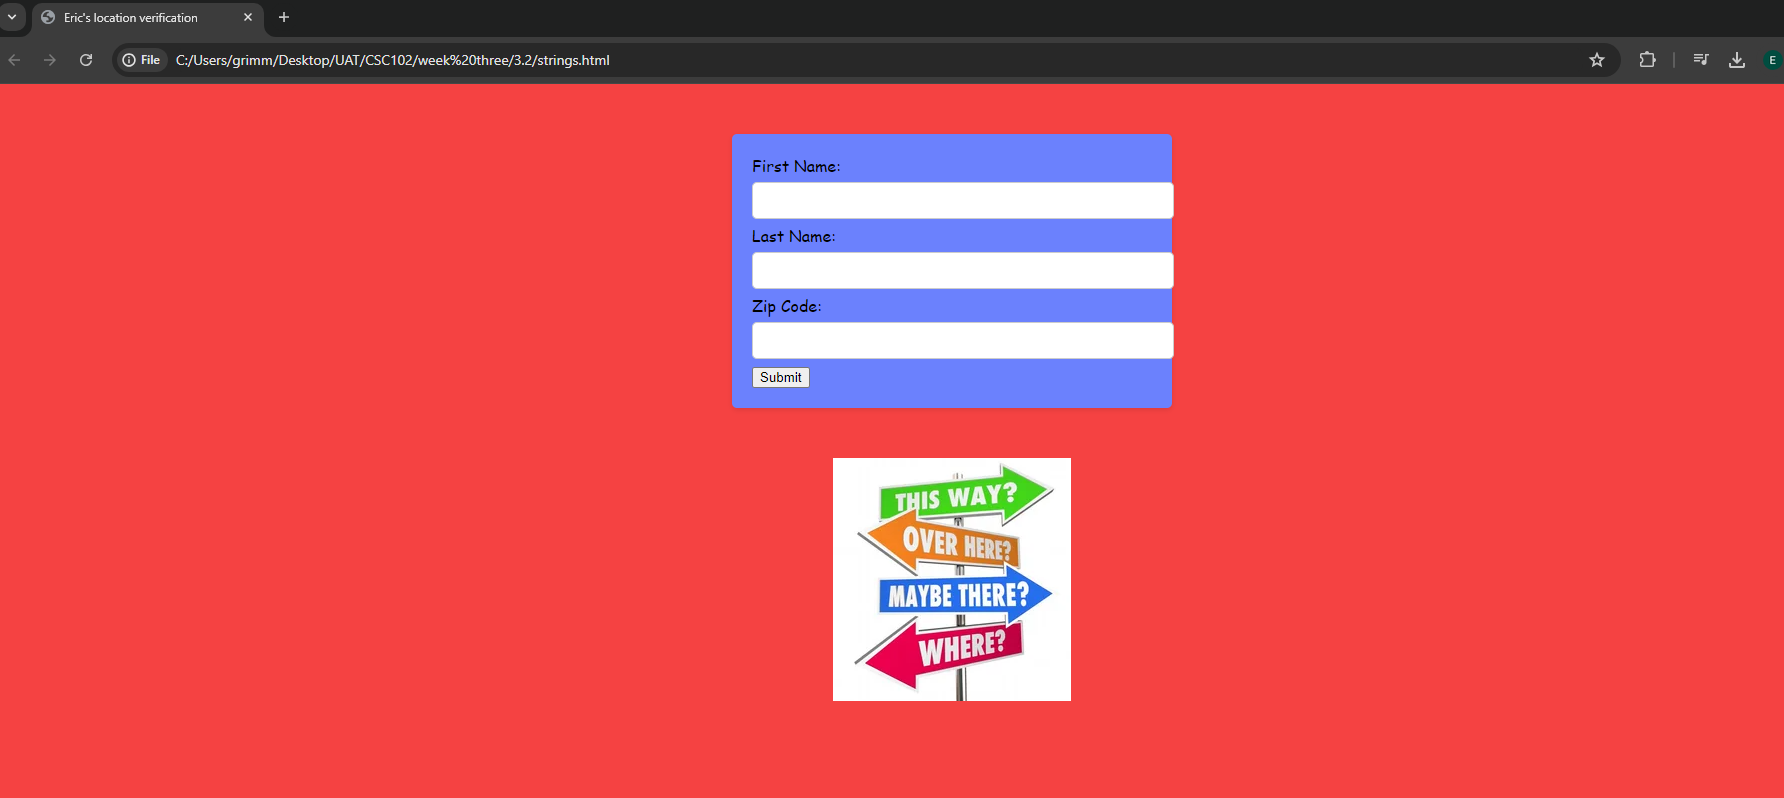 Eric's location verification
File C:/Users/grimm/Desktop/UAT/CSC102/week%20three/3.2/strings.html
E
First Name:
Last Name:
Zip Code:
Submit
THIS WAY?
OVER HERE?
MAYBE THERE?
WHERE?